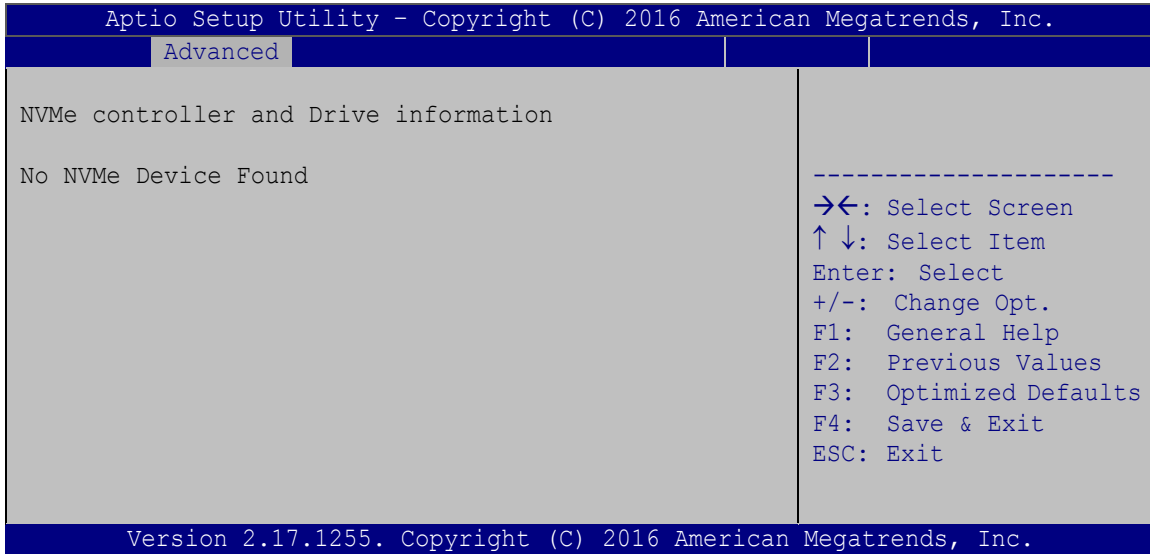 Aptio Setup Utility – Copyright (C) 2016 American Megatrends, Inc.
Advanced
NVMe controller and Drive information
No NVMe Device Found
---------------------
→←: Select Screen
↑ ↓: Select Item
Enter: Select
+/-: Change Opt.
F1: General Help
F2: Previous Values
F3: Optimized Defaults
F4: Save & Exit
ESC: Exit
Version 2.17.1255. Copyright (C) 2016 American Megatrends, Inc.